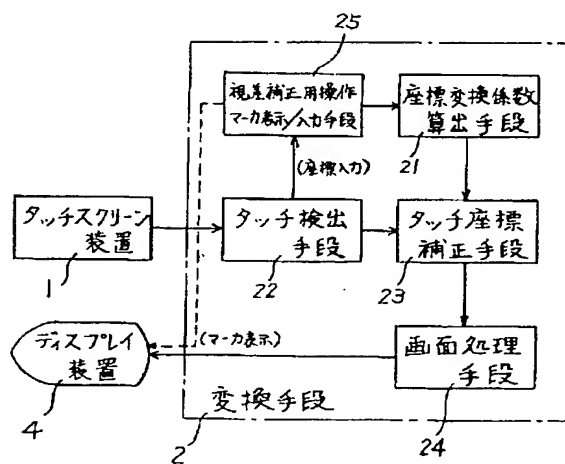 25
視差補正用操作
マーカ表示/入力手段
座標変換係数
算出手段
21
(座標入力)
タッチスクリーン
装置
1
タッチ検出
手段
22
タッチ座標
補正手段
23
ディスプレイ
装置
4
(マーカ表示)
画面処理
手段
24
変換手段
2